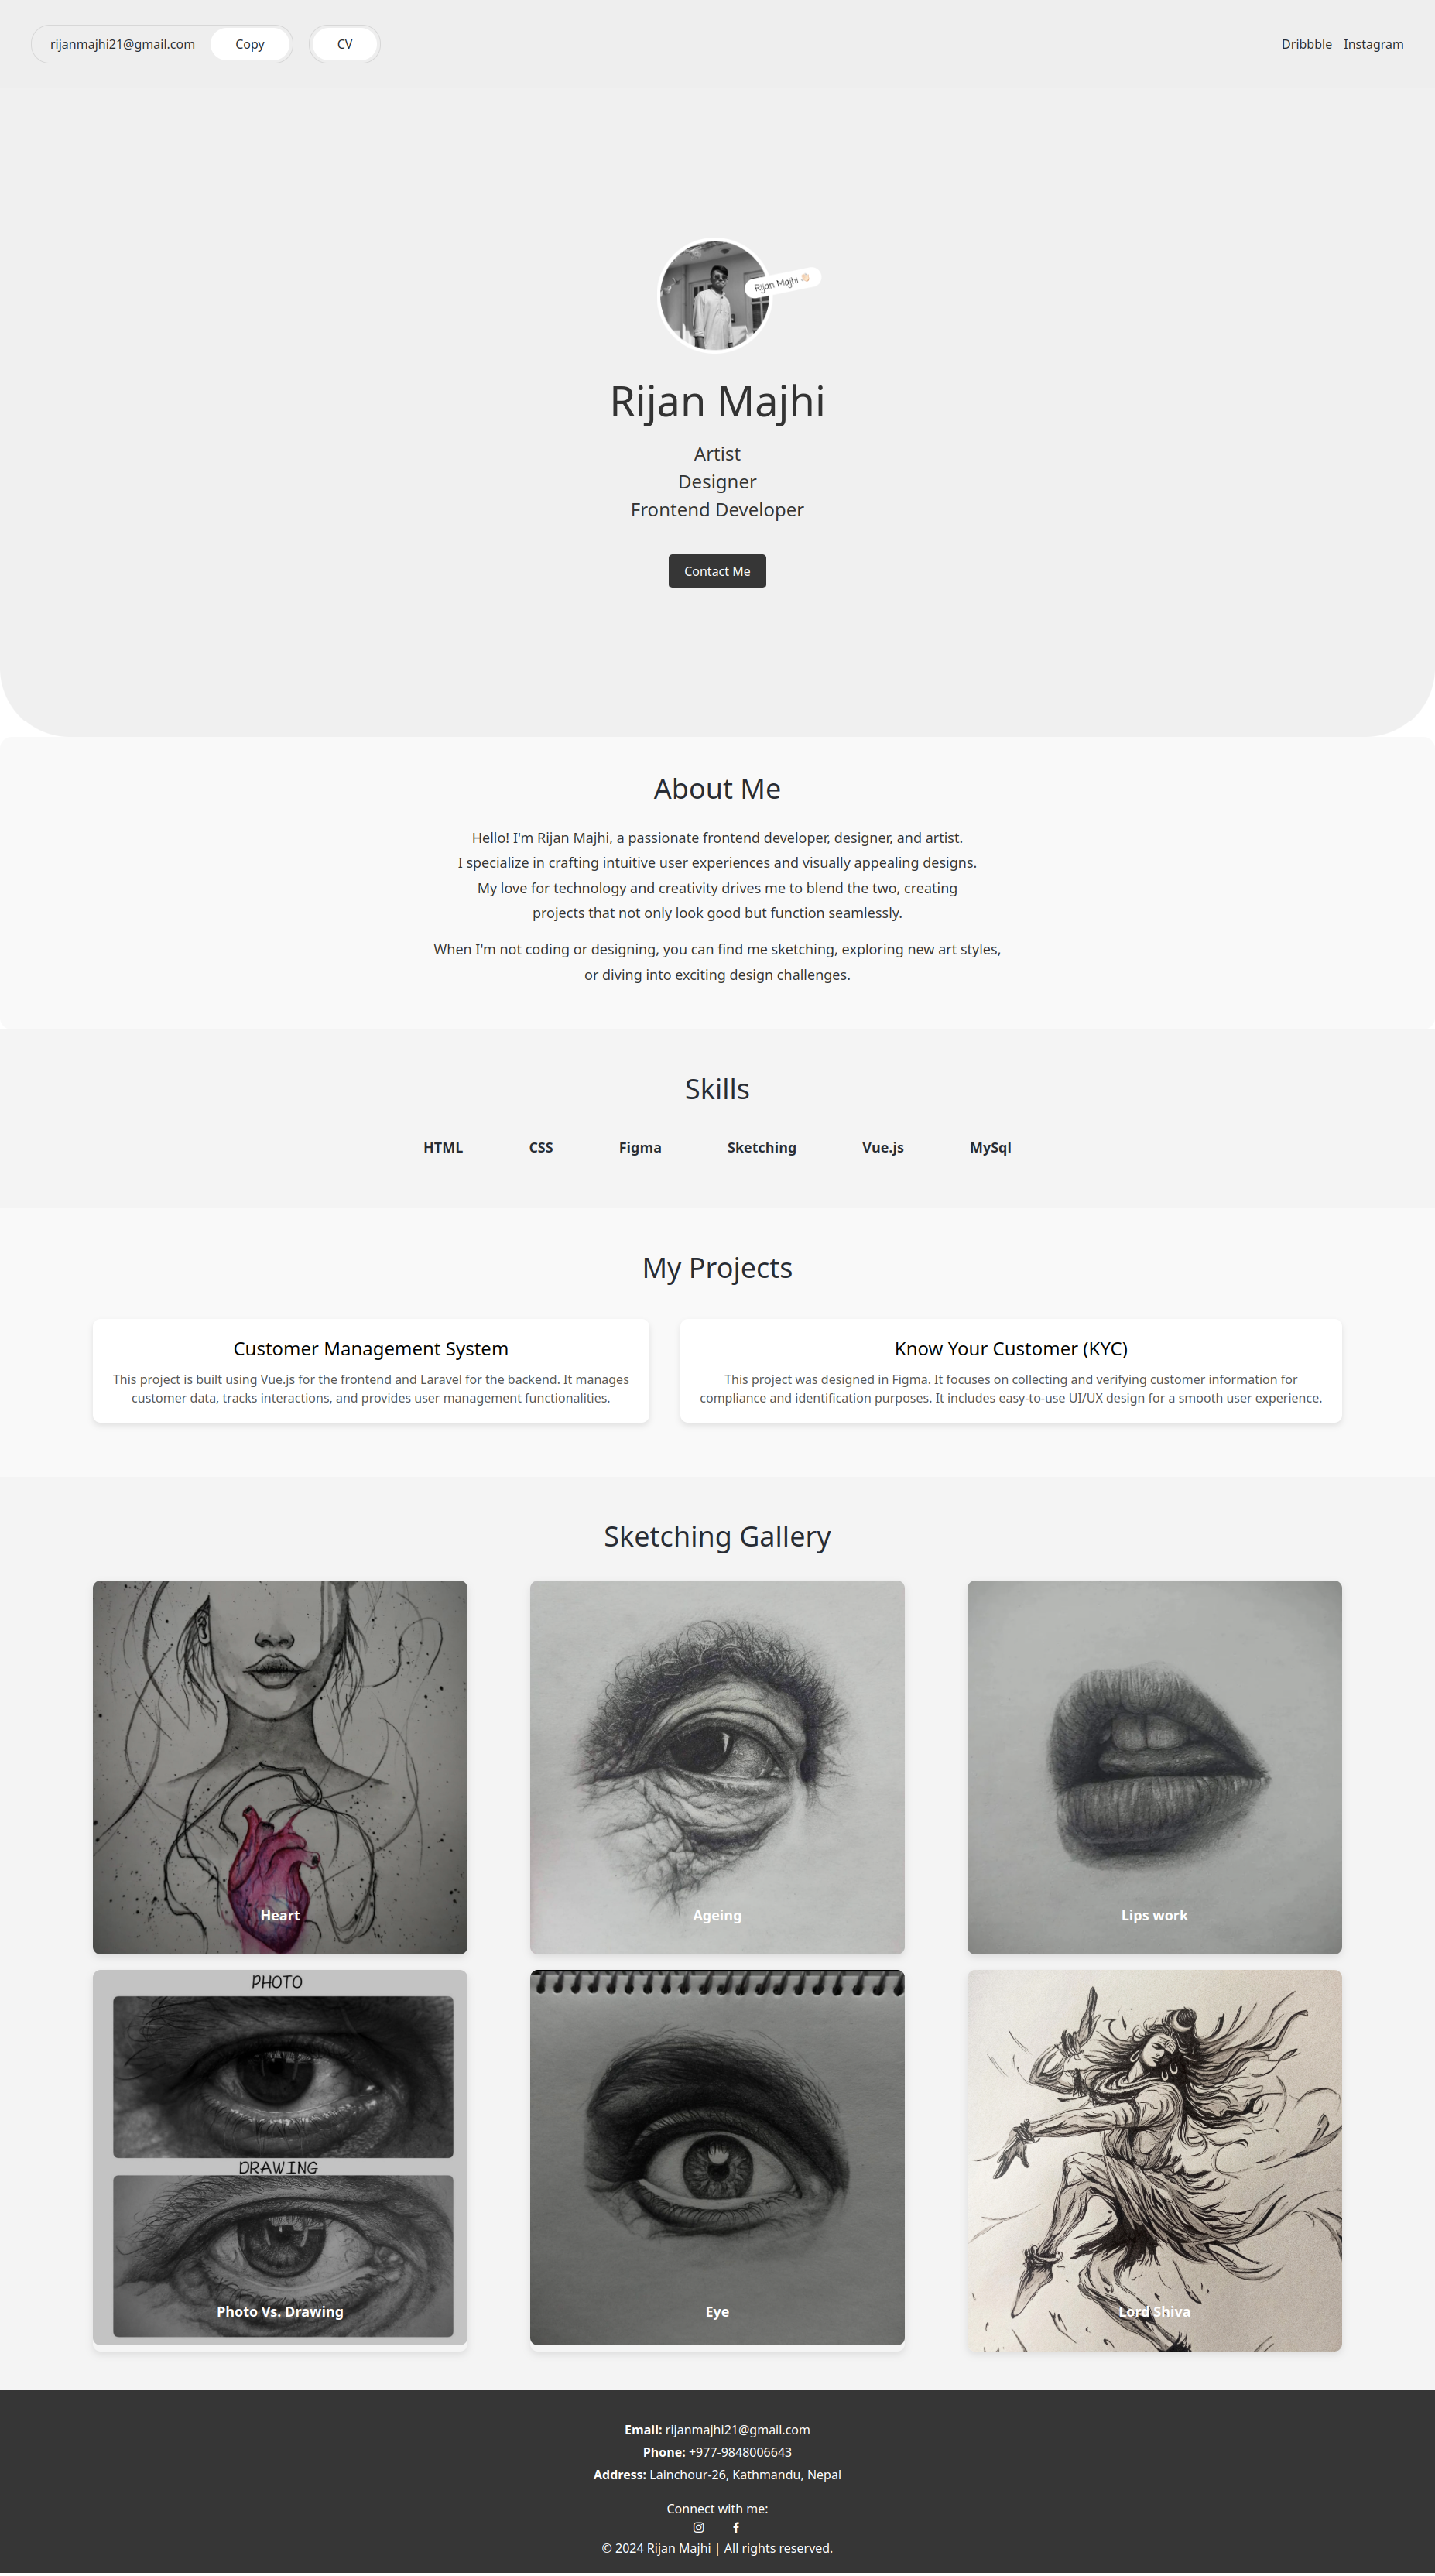 rijanmajhi21@gmail.com
Copy
CV
Dribbble
Instagram
Rijan Majhi 👋🏻
Rijan Majhi
Artist
Designer
Frontend Developer
Contact Me
About Me
Hello! I'm Rijan Majhi, a passionate frontend developer, designer, and artist.
I specialize in crafting intuitive user experiences and visually appealing designs.
My love for technology and creativity drives me to blend the two, creating
projects that not only look good but function seamlessly.
When I'm not coding or designing, you can find me sketching, exploring new art styles,
or diving into exciting design challenges.
Skills
HTML
CSS
Figma
Sketching
Vue.js
MySql
My Projects
Customer Management System
This project is built using Vue.js for the frontend and Laravel for the backend. It manages
customer data, tracks interactions, and provides user management functionalities.
Know Your Customer (KYC)
This project was designed in Figma. It focuses on collecting and verifying customer information for
compliance and identification purposes. It includes easy-to-use UI/UX design for a smooth user experience.
Sketching Gallery
Heart
Ageing
Lips work
PHOTO
DRAWING
Photo Vs. Drawing
Eye
Lord Shiva
Email: rijanmajhi21@gmail.com
Phone: +977-9848006643
Address: Lainchour-26, Kathmandu, Nepal
Connect with me:
© 2024 Rijan Majhi | All rights reserved.